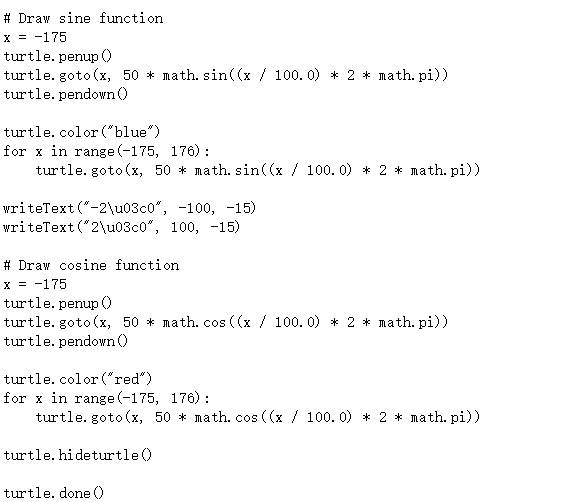 # Draw sine function
x = -175
turtle.penup()
turtle.goto(x, 50 * math.sin((x / 100.0) * 2 * math.pi))
turtle.pendown()

turtle.color("blue")
for x in range(-175, 176):
    turtle.goto(x, 50 * math.sin((x / 100.0) * 2 * math.pi))

writeText("-2\u03c0", -100, -15)
writeText("2\u03c0", 100, -15)

# Draw cosine function
x = -175
turtle.penup()
turtle.goto(x, 50 * math.cos((x / 100.0) * 2 * math.pi))
turtle.pendown()

turtle.color("red")
for x in range(-175, 176):
    turtle.goto(x, 50 * math.cos((x / 100.0) * 2 * math.pi))

turtle.hideturtle()

turtle.done()